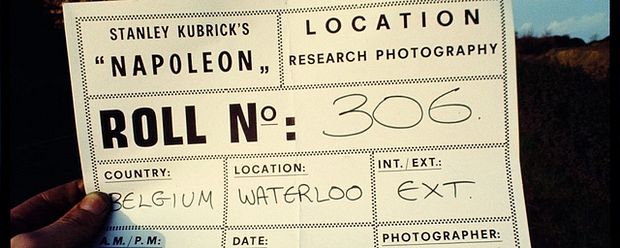 STANLEY KUBRICK'S
"NAPOLEON„
LOCATION
RESEARCH PHOTOGRAPHY
ROLL Nº: 306.
COUNTRY:
BELGIUM
LOCATION:
WATERLOO
INT./EXT.:
EXT.
A.M./P.M:
DATE:
PHOTOGRAPHER: